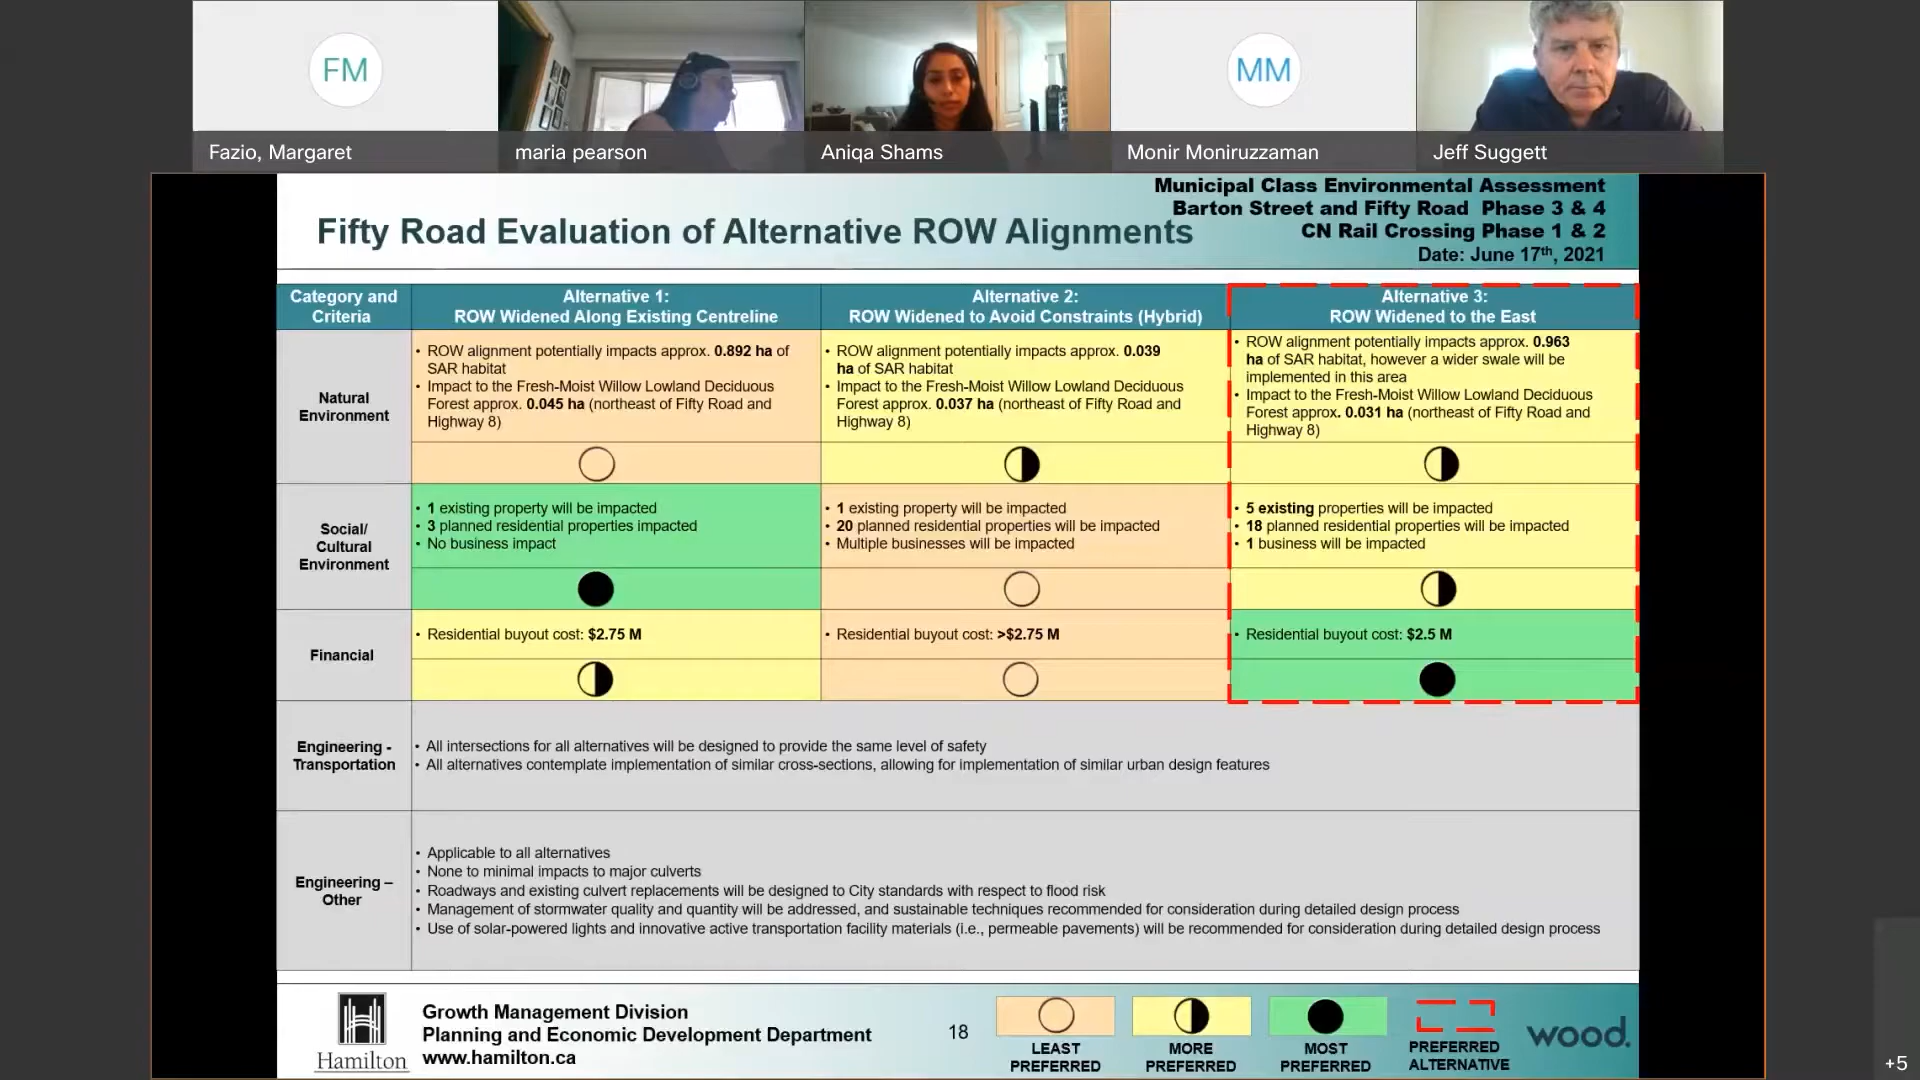 FM
MM
Fazio, Margaret
maria pearson
Aniqa Shams
Monir Moniruzzaman
Jeff Suggett
Municipal Class Environmental Assessment
Barton Street and Fifty Road Phase 3 & 4
CN Rail Crossing Phase 1 & 2
Date: June 17th, 2021
Fifty Road Evaluation of Alternative ROW Alignments
Category and
Criteria
Alternative 1:
ROW Widened Along Existing Centreline
Alternative 2:
ROW Widened to Avoid Constraints (Hybrid)
Alternative 3:
ROW Widened to the East
Natural
Environment
• ROW alignment potentially impacts approx. 0.892 ha of
SAR habitat
• Impact to the Fresh-Moist Willow Lowland Deciduous
Forest approx. 0.045 ha (northeast of Fifty Road and
Highway 8)
• ROW alignment potentially impacts approx. 0.039
ha of SAR habitat
• Impact to the Fresh-Moist Willow Lowland Deciduous
Forest approx. 0.037 ha (northeast of Fifty Road and
Highway 8)
• ROW alignment potentially impacts approx. 0.963
ha of SAR habitat, however a wider swale will be
implemented in this area
• Impact to the Fresh-Moist Willow Lowland Deciduous
Forest approx. 0.031 ha (northeast of Fifty Road and
Highway 8)
Social/
Cultural
Environment
• 1 existing property will be impacted
• 3 planned residential properties impacted
• No business impact
• 1 existing property will be impacted
• 20 planned residential properties will be impacted
• Multiple businesses will be impacted
• 5 existing properties will be impacted
• 18 planned residential properties will be impacted
• 1 business will be impacted
Financial
• Residential buyout cost: $2.75 M
• Residential buyout cost: >$2.75 M
• Residential buyout cost: $2.5 M
Engineering -
Transportation
• All intersections for all alternatives will be designed to provide the same level of safety
• All alternatives contemplate implementation of similar cross-sections, allowing for implementation of similar urban design features
Engineering –
Other
• Applicable to all alternatives
• None to minimal impacts to major culverts
• Roadways and existing culvert replacements will be designed to City standards with respect to flood risk
• Management of stormwater quality and quantity will be addressed, and sustainable techniques recommended for consideration during detailed design process
• Use of solar-powered lights and innovative active transportation facility materials (i.e., permeable pavements) will be recommended for consideration during detailed design process
Hamilton
Growth Management Division
Planning and Economic Development Department
www.hamilton.ca
18
LEAST
PREFERRED
MORE
PREFERRED
MOST
PREFERRED
PREFERRED
ALTERNATIVE
wood.
+5